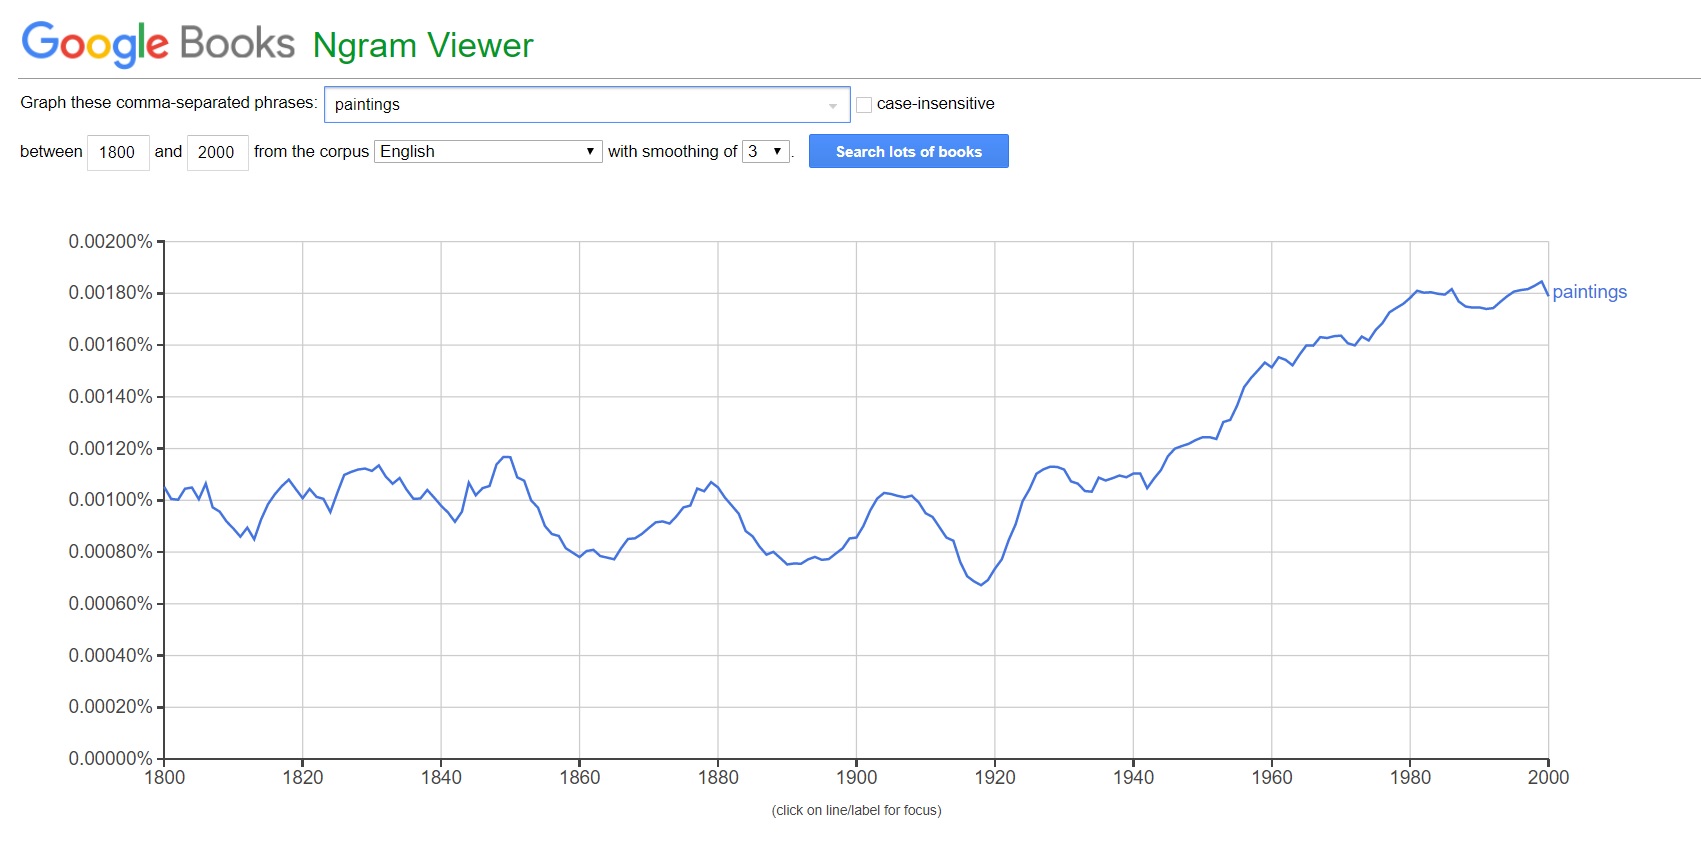 Google Books Ngram Viewer
Graph these comma-separated phrases: paintings case-insensitive
between 1800 and 2000 from the corpus English with smoothing of 3 . Search lots of books
0.00200%
0.00180%
paintings
0.00160%
0.00140%
0.00120%
0.00100%
0.00080%
0.00060%
0.00040%
0.00020%
0.00000%
1800 1820 1840 1860 1880 1900 1920 1940 1960 1980 2000
(click on line/label for focus)